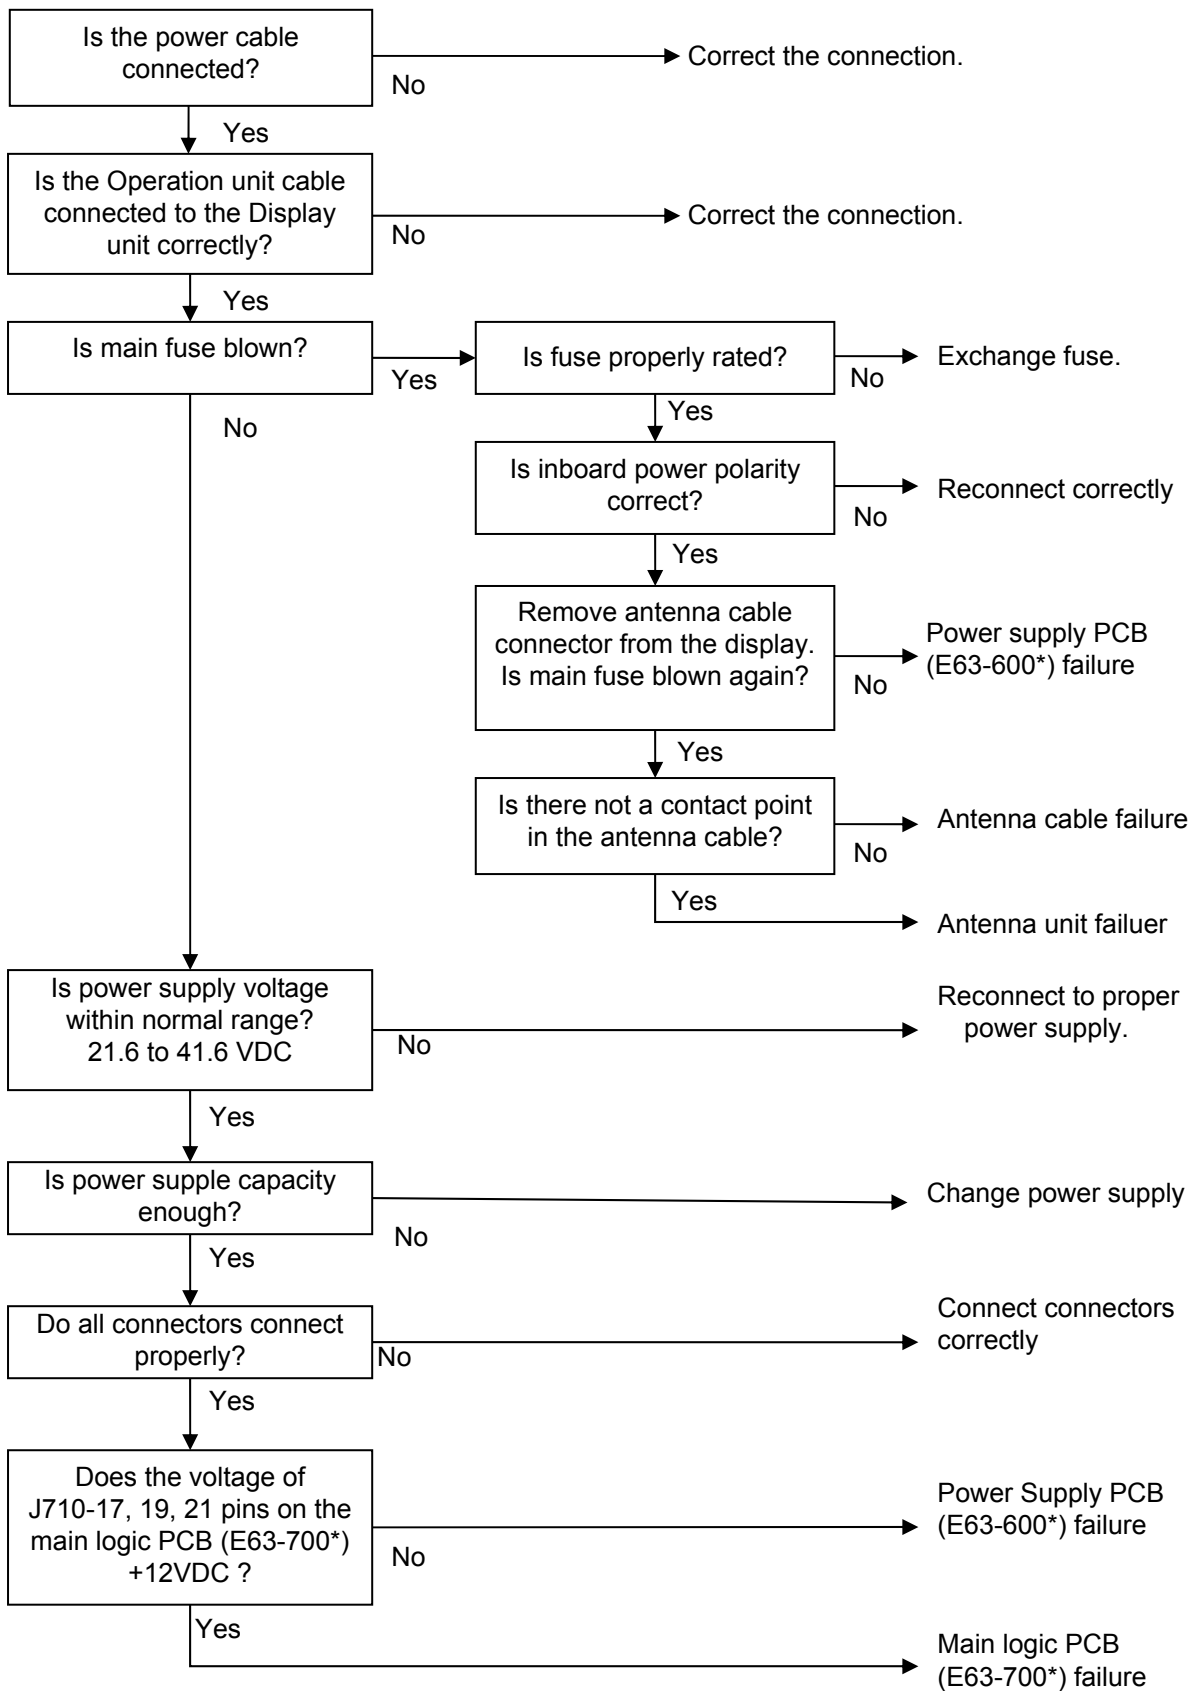 Is the power cable
connected?
No
Correct the connection.
Yes
Is the Operation unit cable
connected to the Display
unit correctly?
No
Correct the connection.
Yes
Is main fuse blown?
Yes
Is fuse properly rated?
No
Exchange fuse.
No
Yes
Is inboard power polarity
correct?
No
Reconnect correctly
Yes
Remove antenna cable
connector from the display.
Is main fuse blown again?
No
Power supply PCB
(E63-600*) failure
Yes
Is there not a contact point
in the antenna cable?
No
Antenna cable failure
Yes
Antenna unit failuer
Is power supply voltage
within normal range?
21.6 to 41.6 VDC
No
Reconnect to proper
power supply.
Yes
Is power supple capacity
enough?
No
Change power supply
Yes
Do all connectors connect
properly?
No
Connect connectors
correctly
Yes
Does the voltage of
J710-17, 19, 21 pins on the
main logic PCB (E63-700*)
+12VDC ?
No
Power Supply PCB
(E63-600*) failure
Yes
Main logic PCB
(E63-700*) failure